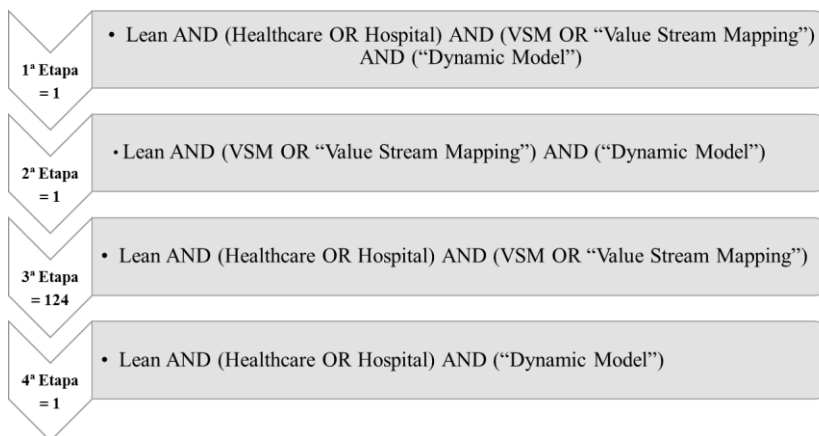 • Lean AND (Healthcare OR Hospital) AND (VSM OR “Value Stream Mapping”)
AND (“Dynamic Model”)
1ª Etapa
= 1
• Lean AND (VSM OR “Value Stream Mapping”) AND (“Dynamic Model”)
2ª Etapa
= 1
• Lean AND (Healthcare OR Hospital) AND (VSM OR “Value Stream Mapping”)
3ª Etapa
= 124
• Lean AND (Healthcare OR Hospital) AND (“Dynamic Model”)
4ª Etapa
= 1